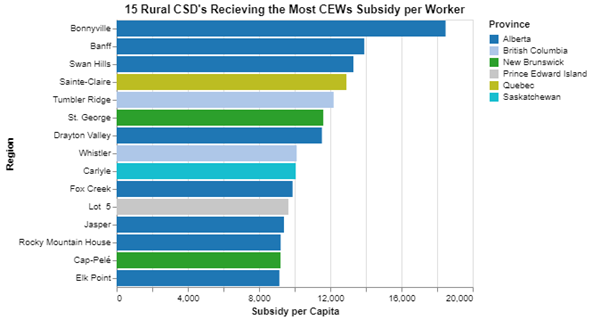 15 Rural CSD's Recieving the Most CEWs Subsidy per Worker
Province
Alberta
British Columbia
New Brunswick
Prince Edward Island
Quebec
Saskatchewan
Region
Bonnyville
Banff
Swan Hills
Sainte-Claire
Tumbler Ridge
St. George
Drayton Valley
Whistler
Carlyle
Fox Creek
Lot 5
Jasper
Rocky Mountain House
Cap-Pelé
Elk Point
0 4,000 8,000 12,000 16,000 20,000
Subsidy per Capita